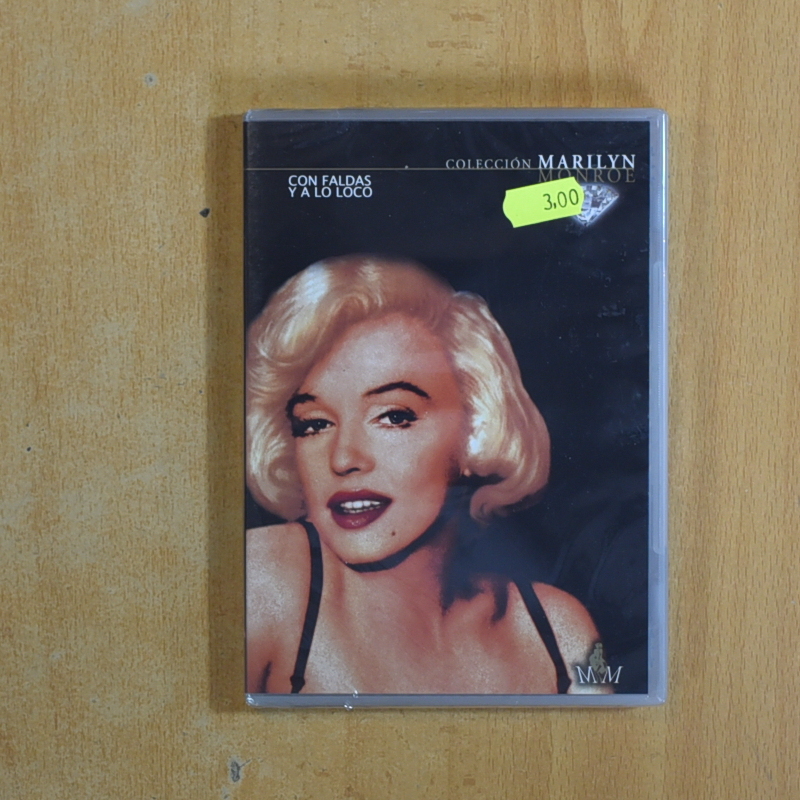 COLECCIÓN MARILYN
MONROE
CON FALDAS
Y A LO LOCO
3,00
MM